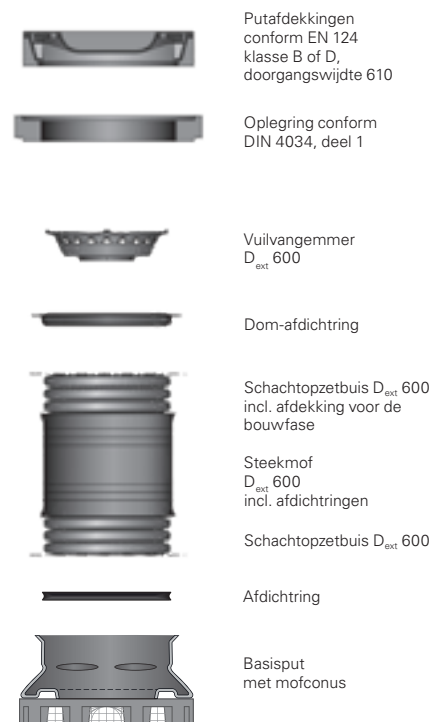 Putafdekkingen
conform EN 124
klasse B of D,
doorgangswijdte 610
Oplegring conform
DIN 4034, deel 1
Vuilvangemmer
Dext 600
Dom-afdichtring
Schachtopzetbuis Dext 600
incl. afdekking voor de
bouwfase
Steekmof
Dext 600
incl. afdichtringen
Schachtopzetbuis Dext 600
Afdichtring
Basisput
met mofconus